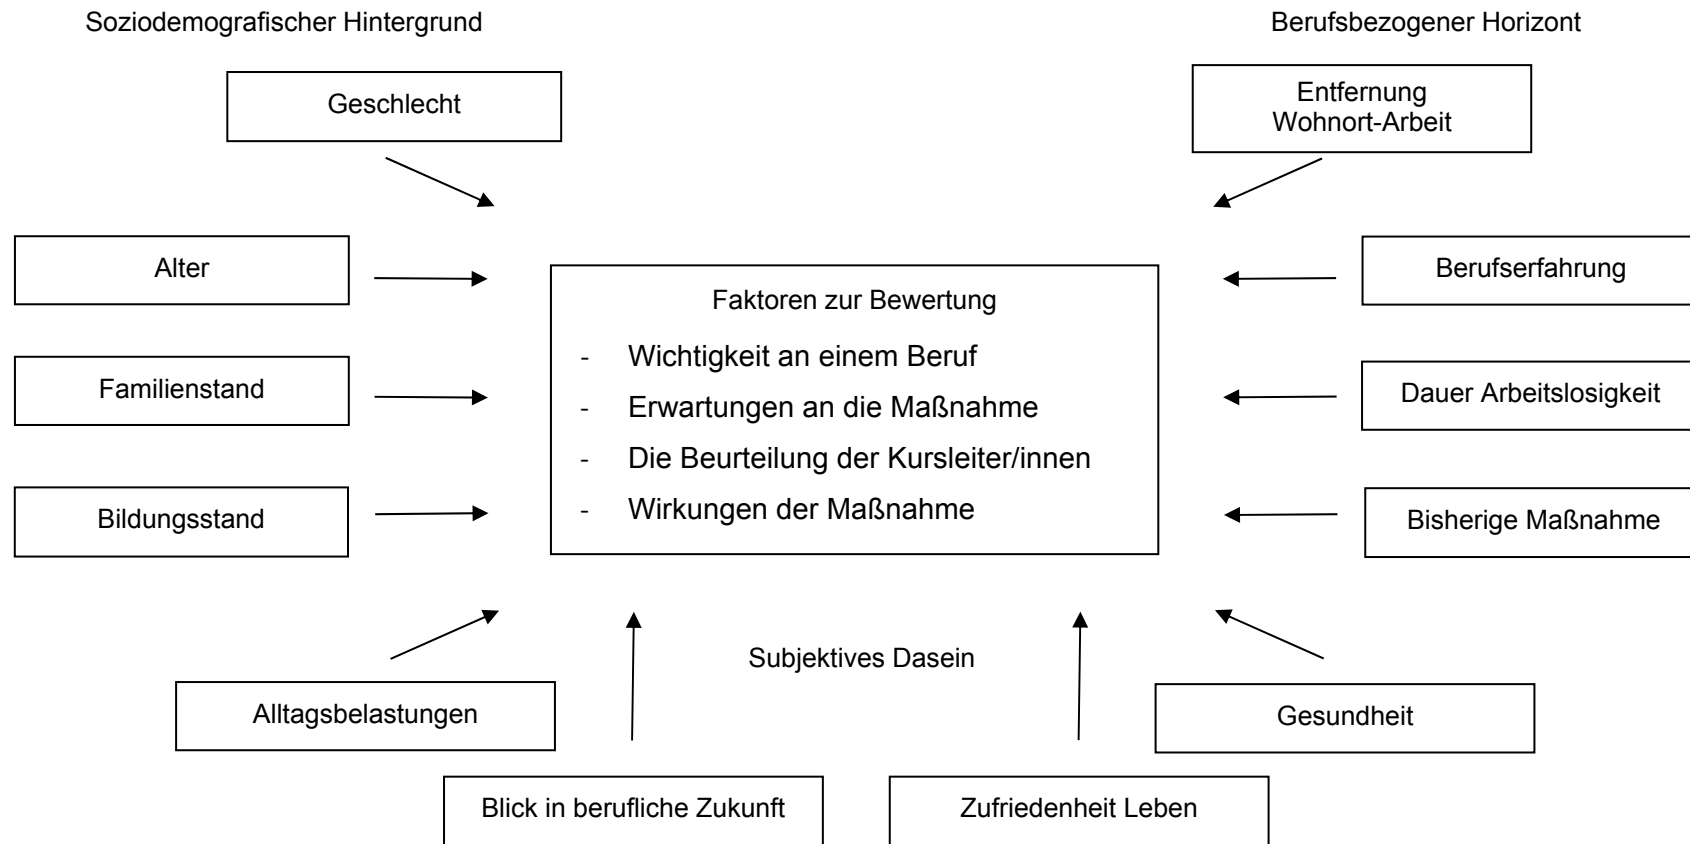 Soziodemografischer Hintergrund
Berufsbezogener Horizont
Geschlecht
Entfernung
Wohnort-Arbeit
Alter
Berufserfahrung
Faktoren zur Bewertung
- Wichtigkeit an einem Beruf
- Erwartungen an die Maßnahme
- Die Beurteilung der Kursleiter/innen
- Wirkungen der Maßnahme
Familienstand
Dauer Arbeitslosigkeit
Bildungsstand
Bisherige Maßnahme
Subjektives Dasein
Alltagsbelastungen
Gesundheit
Blick in berufliche Zukunft
Zufriedenheit Leben